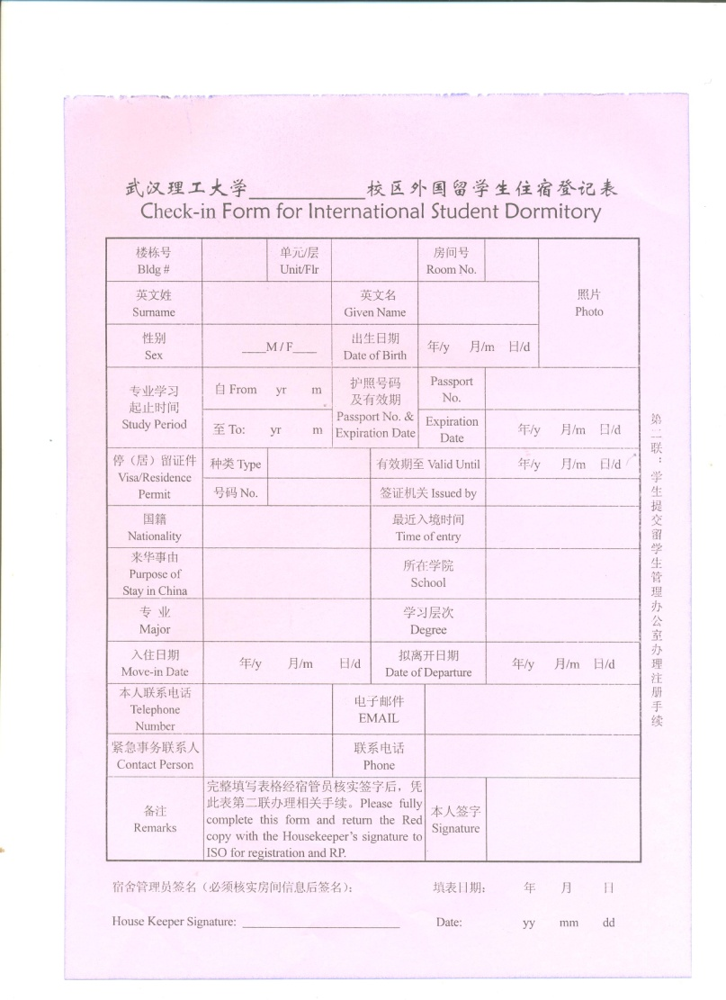 武汉理工大学____________校区外国留学生住宿登记表
Check-in Form for International Student Dormitory
楼栋号
Bldg #
单元/层
Unit/Flr
房间号
Room No.
照片
Photo
英文姓
Surname
英文名
Given Name
性别
Sex
____M / F____
出生日期
Date of Birth
年/y 月/m 日/d
专业学习
起止时间
Study Period
自 From yr m
至 To: yr m
护照号码
及有效期
Passport No. &
Expiration Date
Passport
No.
Expiration
Date
年/y 月/m 日/d
停（居）留证件
Visa/Residence
Permit
种类 Type
有效期至 Valid Until
年/y 月/m 日/d
号码 No.
签证机关 Issued by
国籍
Nationality
最近入境时间
Time of entry
来华事由
Purpose of
Stay in China
所在学院
School
专 业
Major
学习层次
Degree
入住日期
Move-in Date
年/y 月/m 日/d
拟离开日期
Date of Departure
年/y 月/m 日/d
本人联系电话
Telephone
Number
电子邮件
EMAIL
紧急事务联系人
Contact Person
联系电话
Phone
备注
Remarks
完整填写表格经宿管员核实签字后，凭
此表第二联办理相关手续。Please fully
complete this form and return the Red
copy with the Housekeeper's signature to
ISO for registration and RP.
本人签字
Signature
第二联：学生提交留学生管理办公室办理注册手续
宿舍管理员签名（必须核实房间信息后签名）：
填表日期： 年 月 日
House Keeper Signature: ____________________
Date: yy mm dd